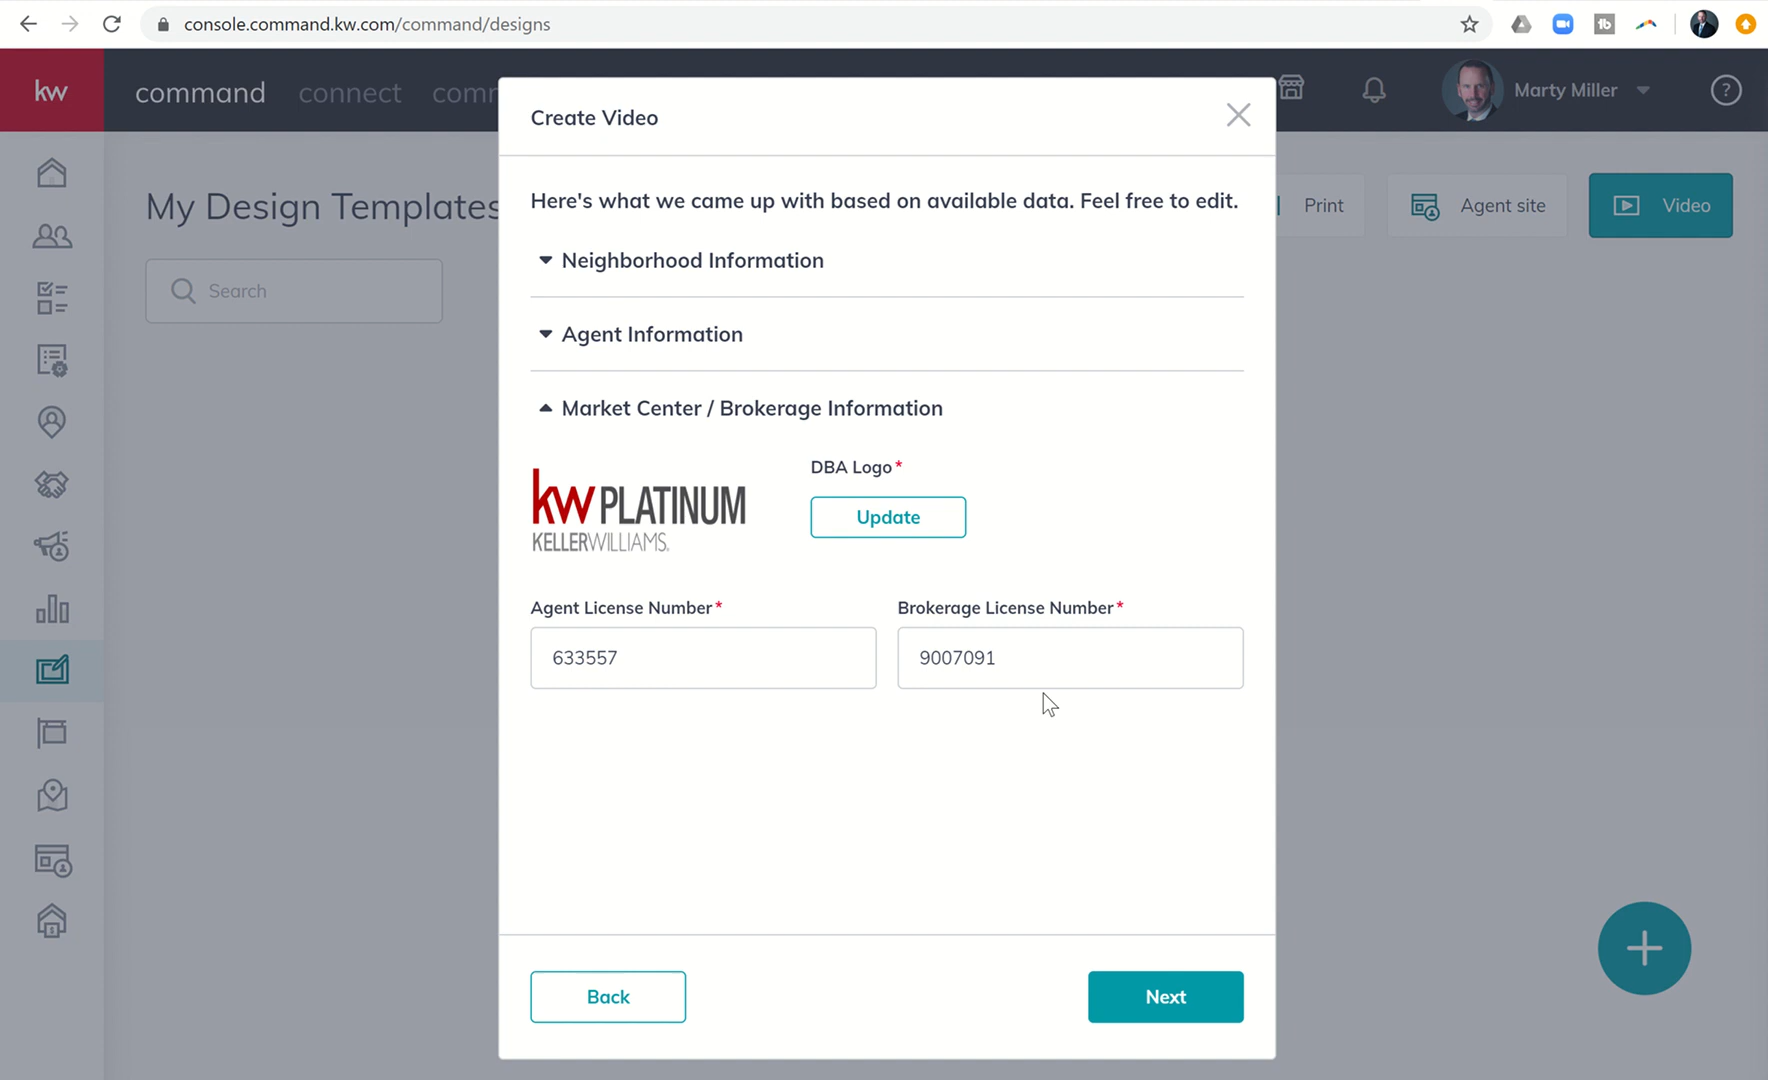 console.command.kw.com/command/designs
kw
command
connect
Create Video
Marty Miller
?
My Design Templates
Here's what we came up with based on available data. Feel free to edit.
Print
Agent site
Video
Search
Neighborhood Information
Agent Information
Market Center / Brokerage Information
kw PLATINUM
KELLERWILLIAMS.
DBA Logo*
Update
Agent License Number*
Brokerage License Number*
633557
9007091
Back
Next